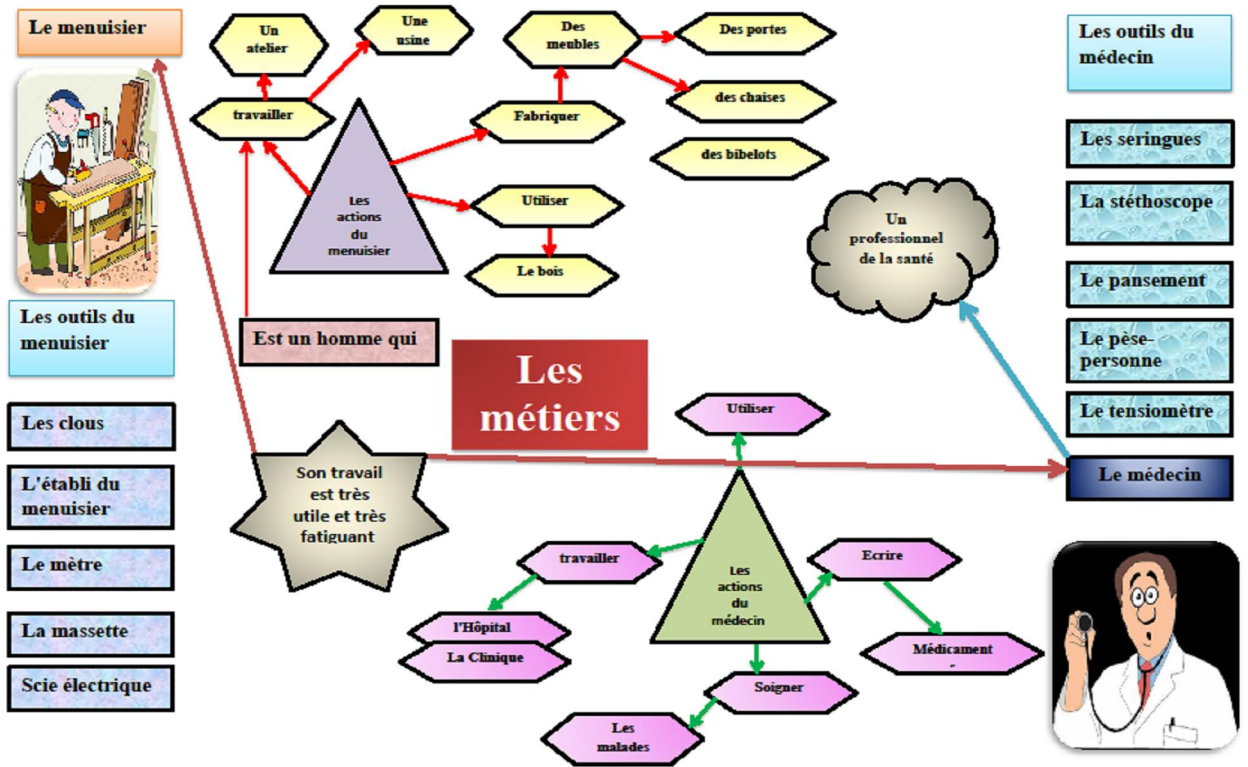 Le menuisier
Un
atelier
Une
usine
Des
meubles
Des portes
des chaises
des bibelots
travailler
Fabriquer
Utiliser
Le bois
Les
actions
du
menuisier
Est un homme qui
Les outils du
menuisier
Les clous
L'établi du
menuisier
Le mètre
La massette
Scie électrique
Les
métiers
Son travail
est très
utile et très
fatiguant
Un
professionnel
de la santé
Les outils du
médecin
Les seringues
La stéthoscope
Le pansement
Le pèse-
personne
Le tensiomètre
Le médecin
Utiliser
travailler
l'Hôpital
La Clinique
Les
actions
du
médecin
Ecrire
Médicament
Soigner
Les
malades